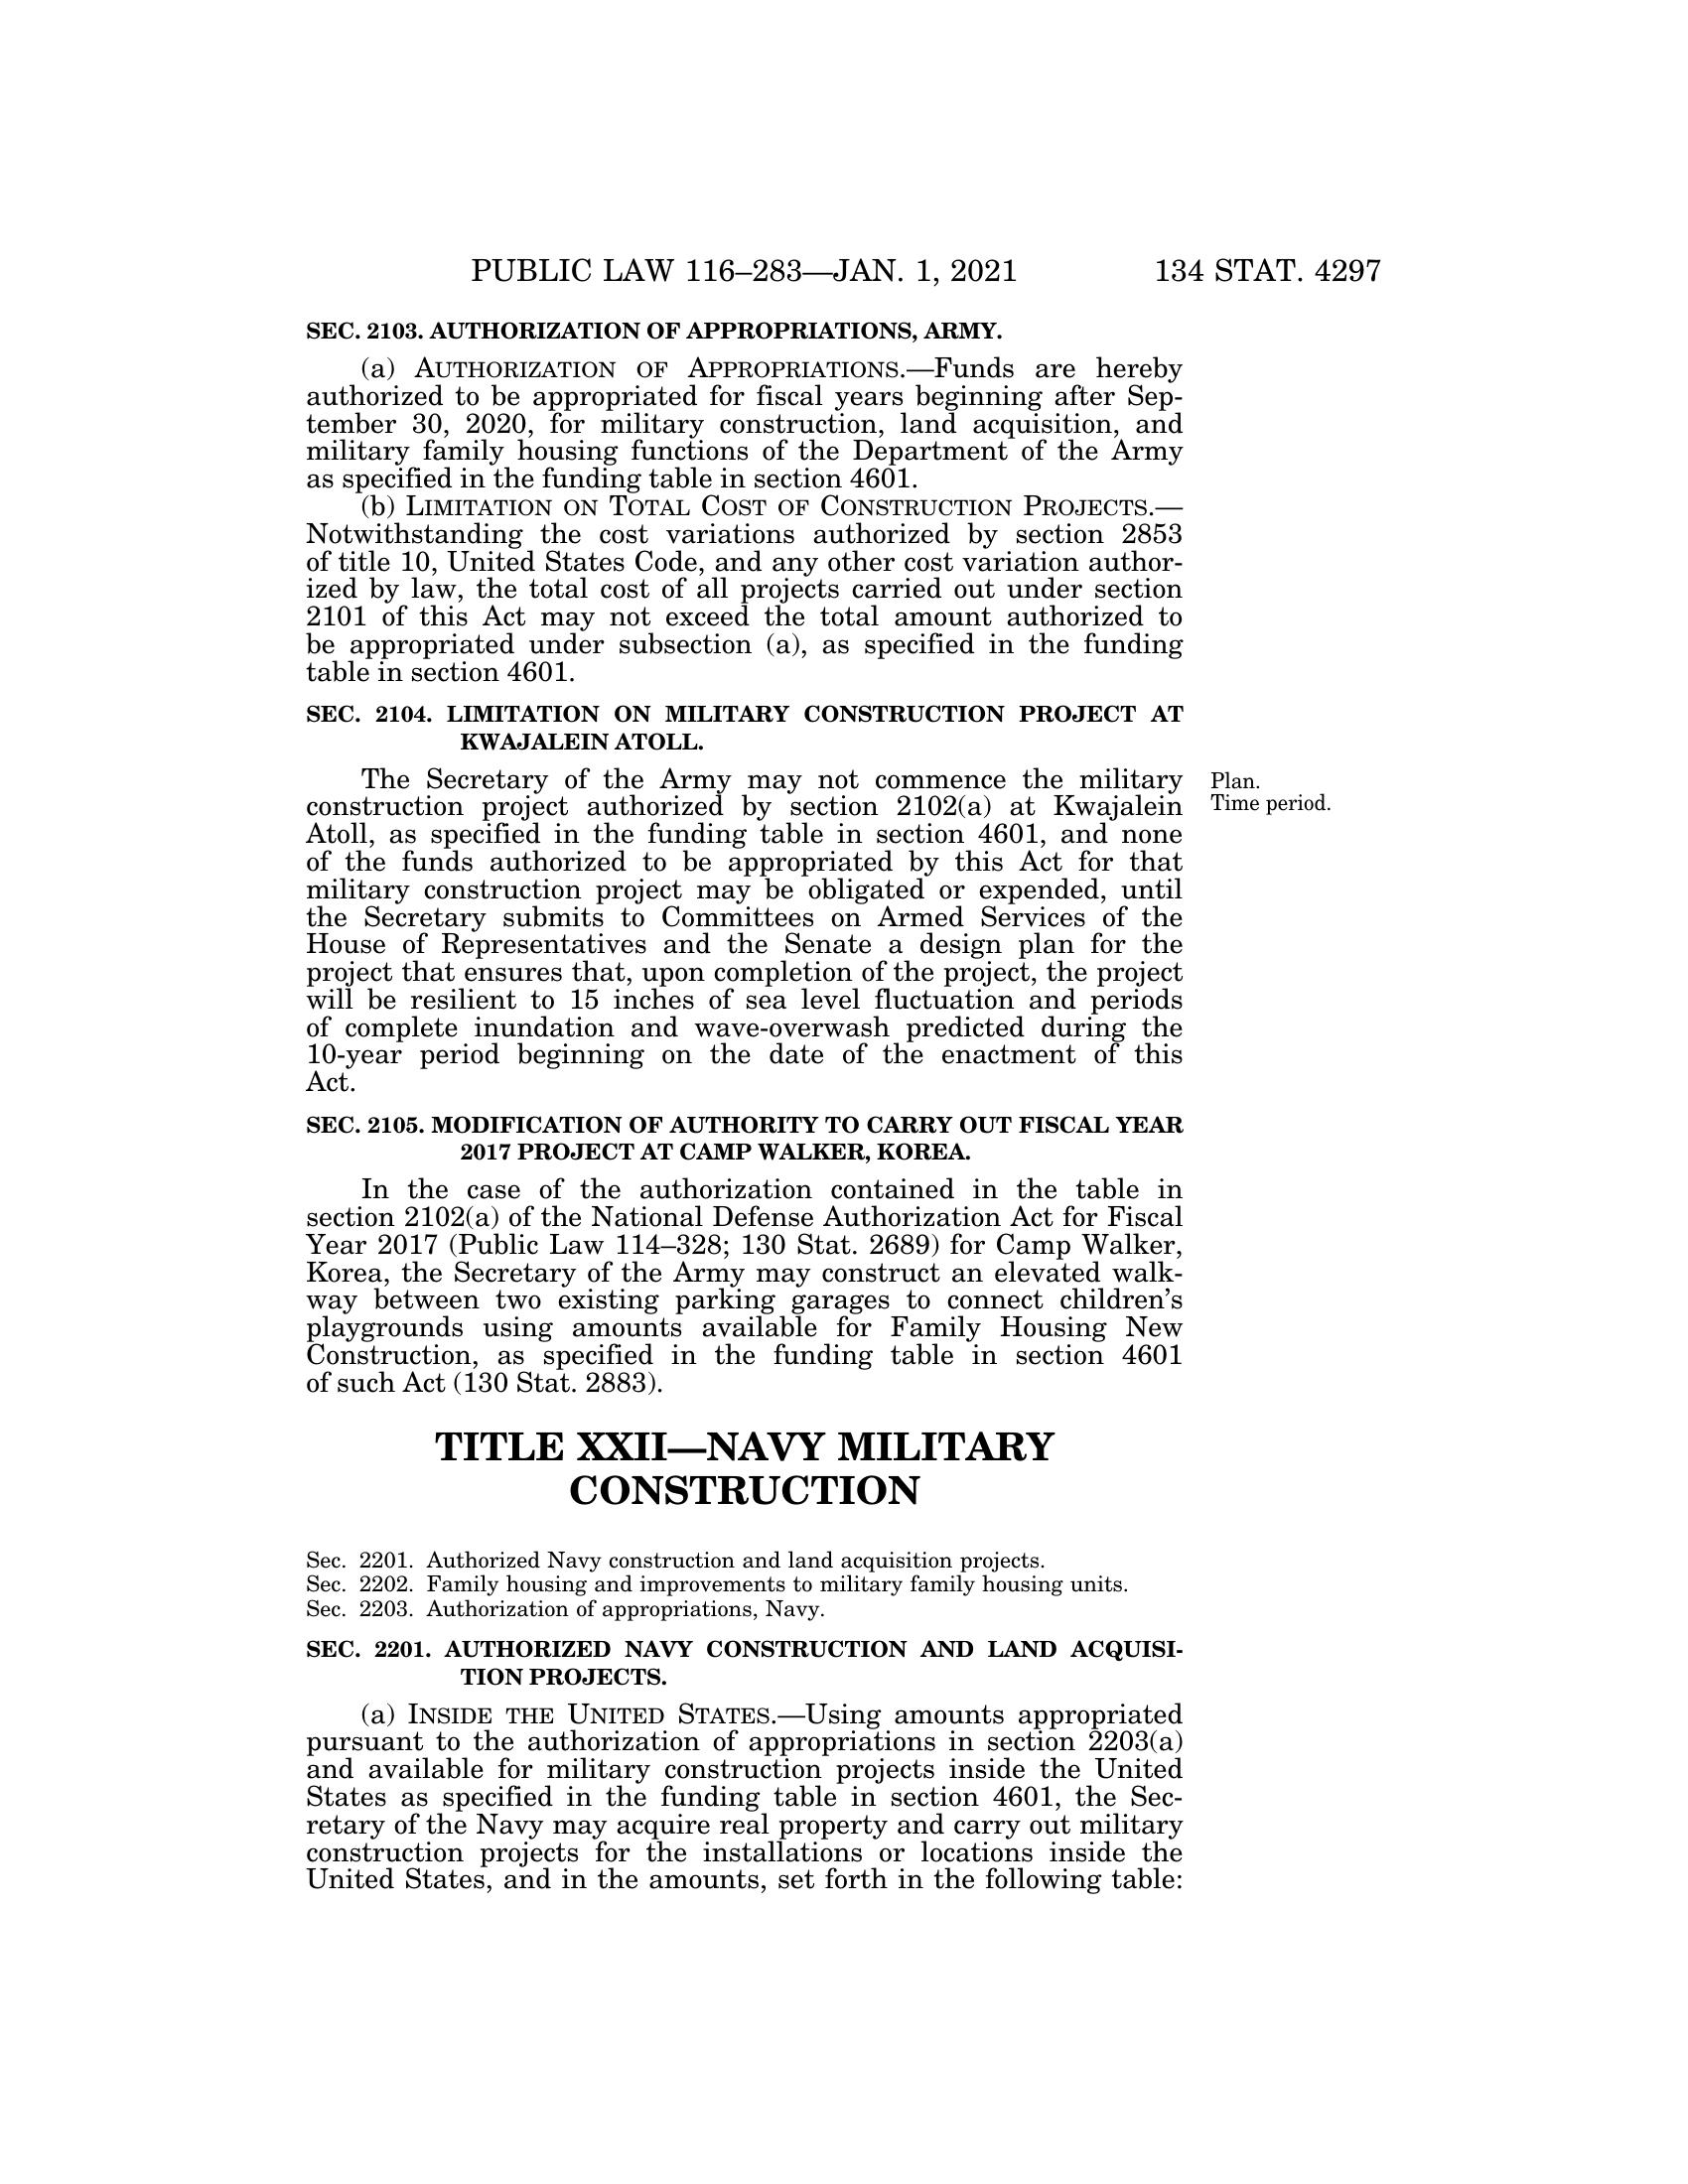 PUBLIC LAW 116–283—JAN. 1, 2021 134 STAT. 4297
SEC. 2103. AUTHORIZATION OF APPROPRIATIONS, ARMY.
(a) AUTHORIZATION OF APPROPRIATIONS.—Funds are hereby
authorized to be appropriated for fiscal years beginning after Sep-
tember 30, 2020, for military construction, land acquisition, and
military family housing functions of the Department of the Army
as specified in the funding table in section 4601.
(b) LIMITATION ON TOTAL COST OF CONSTRUCTION PROJECTS.—
Notwithstanding the cost variations authorized by section 2853
of title 10, United States Code, and any other cost variation author-
ized by law, the total cost of all projects carried out under section
2101 of this Act may not exceed the total amount authorized to
be appropriated under subsection (a), as specified in the funding
table in section 4601.
SEC. 2104. LIMITATION ON MILITARY CONSTRUCTION PROJECT AT
KWAJALEIN ATOLL.
The Secretary of the Army may not commence the military
construction project authorized by section 2102(a) at Kwajalein
Atoll, as specified in the funding table in section 4601, and none
of the funds authorized to be appropriated by this Act for that
military construction project may be obligated or expended, until
the Secretary submits to Committees on Armed Services of the
House of Representatives and the Senate a design plan for the
project that ensures that, upon completion of the project, the project
will be resilient to 15 inches of sea level fluctuation and periods
of complete inundation and wave-overwash predicted during the
10-year period beginning on the date of the enactment of this
Act.
Plan.
Time period.
SEC. 2105. MODIFICATION OF AUTHORITY TO CARRY OUT FISCAL YEAR
2017 PROJECT AT CAMP WALKER, KOREA.
In the case of the authorization contained in the table in
section 2102(a) of the National Defense Authorization Act for Fiscal
Year 2017 (Public Law 114–328; 130 Stat. 2689) for Camp Walker,
Korea, the Secretary of the Army may construct an elevated walk-
way between two existing parking garages to connect children’s
playgrounds using amounts available for Family Housing New
Construction, as specified in the funding table in section 4601
of such Act (130 Stat. 2883).
TITLE XXII—NAVY MILITARY
CONSTRUCTION
Sec. 2201. Authorized Navy construction and land acquisition projects.
Sec. 2202. Family housing and improvements to military family housing units.
Sec. 2203. Authorization of appropriations, Navy.
SEC. 2201. AUTHORIZED NAVY CONSTRUCTION AND LAND ACQUISI-
TION PROJECTS.
(a) INSIDE THE UNITED STATES.—Using amounts appropriated
pursuant to the authorization of appropriations in section 2203(a)
and available for military construction projects inside the United
States as specified in the funding table in section 4601, the Sec-
retary of the Navy may acquire real property and carry out military
construction projects for the installations or locations inside the
United States, and in the amounts, set forth in the following table: